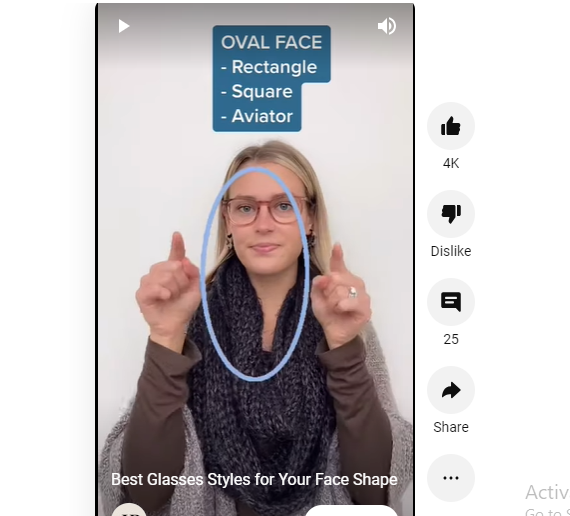 OVAL FACE
- Rectangle
- Square
- Aviator
4K
Dislike
25
Share
Best Glasses Styles for Your Face Shape
Activ